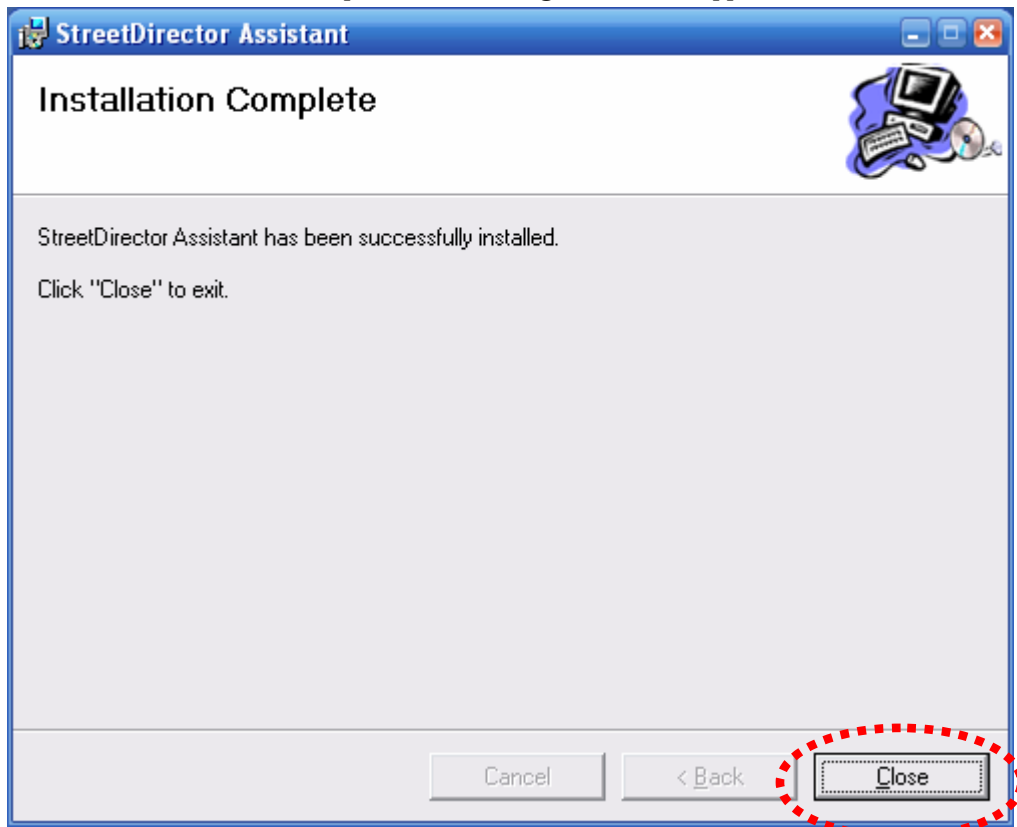 StreetDirector Assistant
Installation Complete
StreetDirector Assistant has been successfully installed.
Click "Close" to exit.
Cancel
< Back
Close